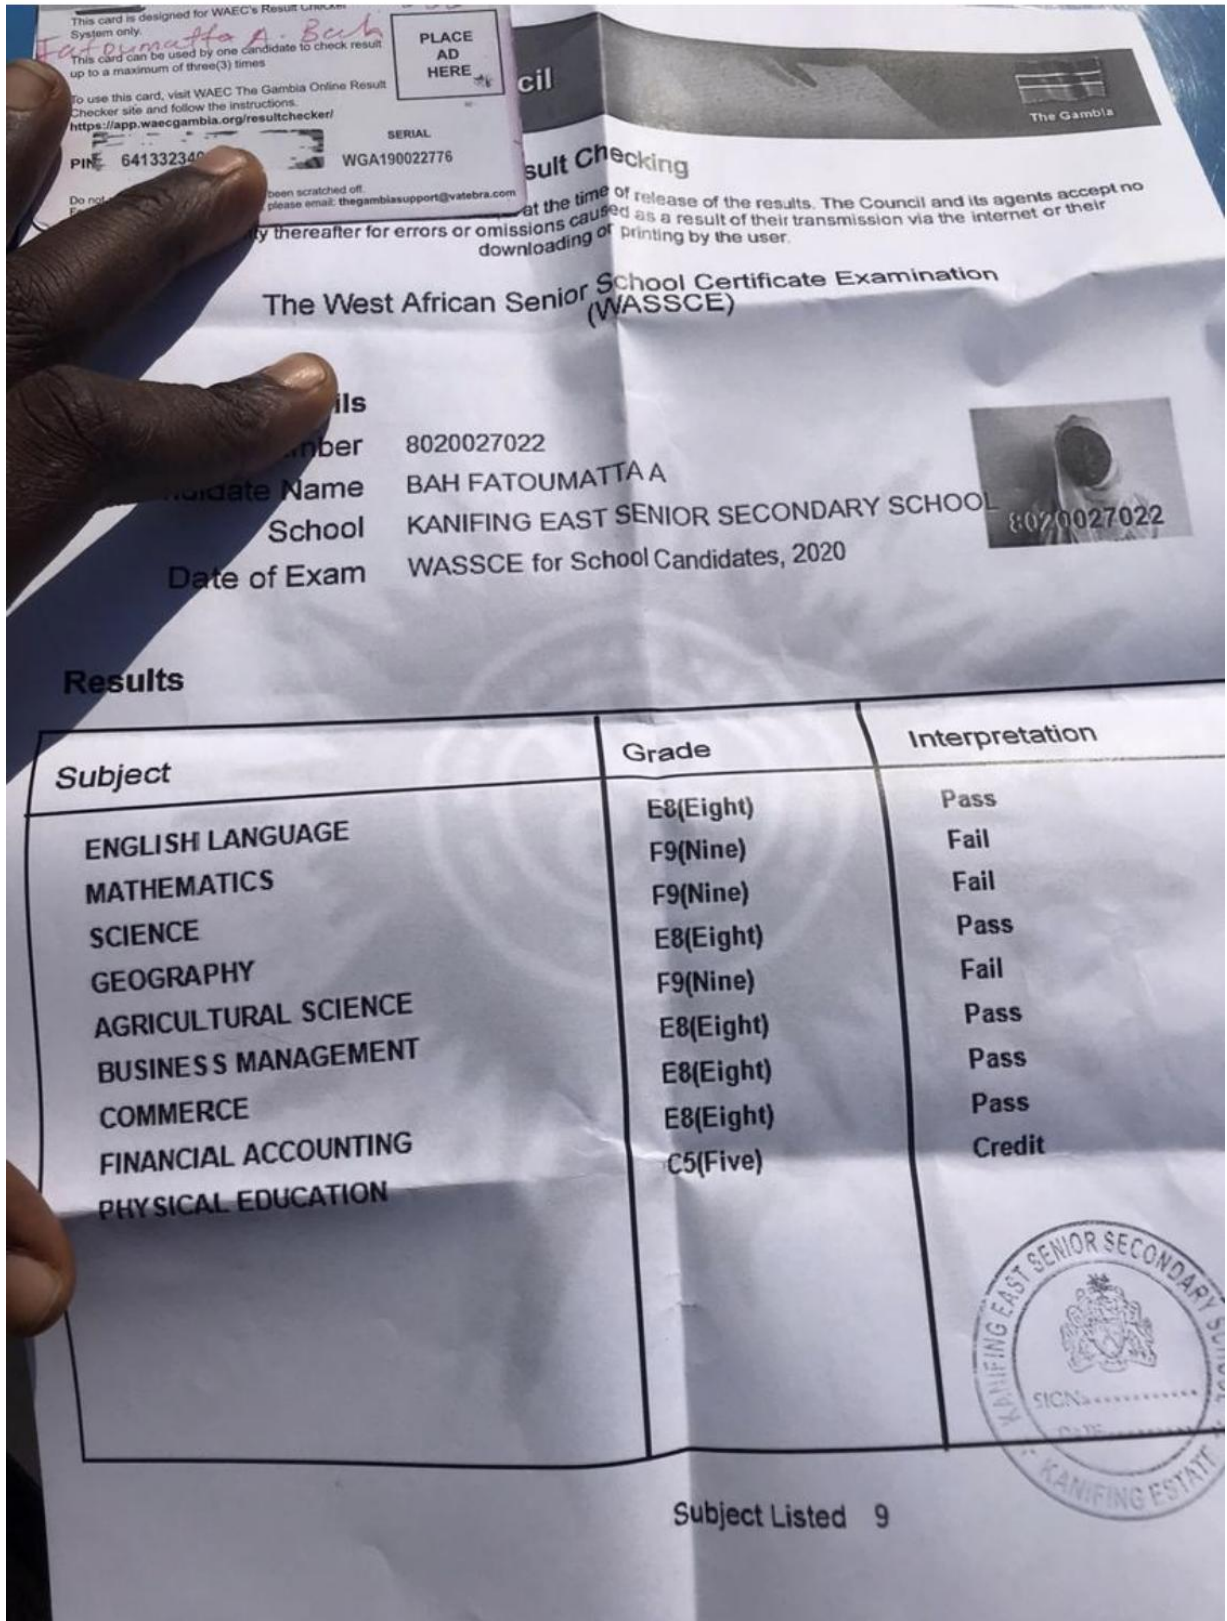 This card is designed for WAEC's Result Checker
System only.
Fatoumatta A. Bah
This card can be used by one candidate to check result
up to a maximum of three(3) times
To use this card, visit WAEC The Gambia Online Result
Checker site and follow the instructions.
https://app.waecgambia.org/resultchecker/
PIN 64133234
SERIAL
WGA190022776
Do not
been scratched off.
please email: thegambiasupport@vatebra.com
PLACE
AD
HERE
cil
The Gambia
sult Checking
at the time of release of the results. The Council and its agents accept no
ty thereafter for errors or omissions caused as a result of their transmission via the internet or their
downloading or printing by the user.
The West African Senior School Certificate Examination
(WASSCE)
ils
mber 8020027022
didate Name BAH FATOUMATTA A
School KANIFING EAST SENIOR SECONDARY SCHOOL
Date of Exam WASSCE for School Candidates, 2020
8020027022
Results
Subject Grade Interpretation
ENGLISH LANGUAGE E8(Eight) Pass
MATHEMATICS F9(Nine) Fail
SCIENCE F9(Nine) Fail
GEOGRAPHY E8(Eight) Pass
AGRICULTURAL SCIENCE F9(Nine) Fail
BUSINESS MANAGEMENT E8(Eight) Pass
COMMERCE E8(Eight) Pass
FINANCIAL ACCOUNTING E8(Eight) Pass
PHYSICAL EDUCATION C5(Five) Credit
KANIFING EAST SENIOR SECONDARY SCHOOL
SIGN
DATE
KANIFING ESTATE
Subject Listed 9